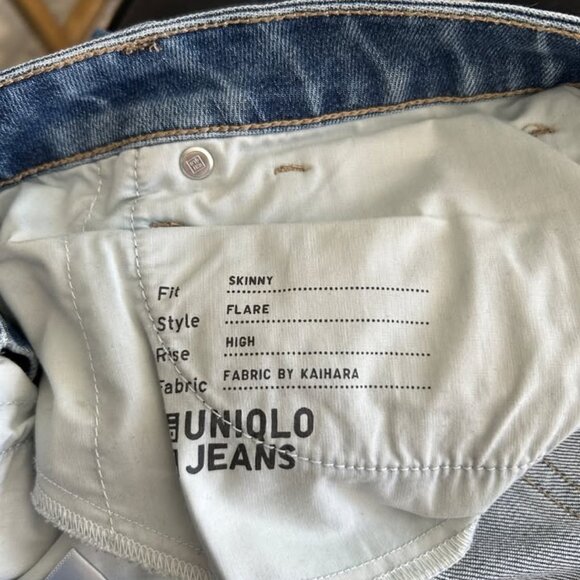 Fit SKINNY
Style FLARE
Rise HIGH
Fabric FABRIC BY KAIHARA
UNIQLO
JEANS